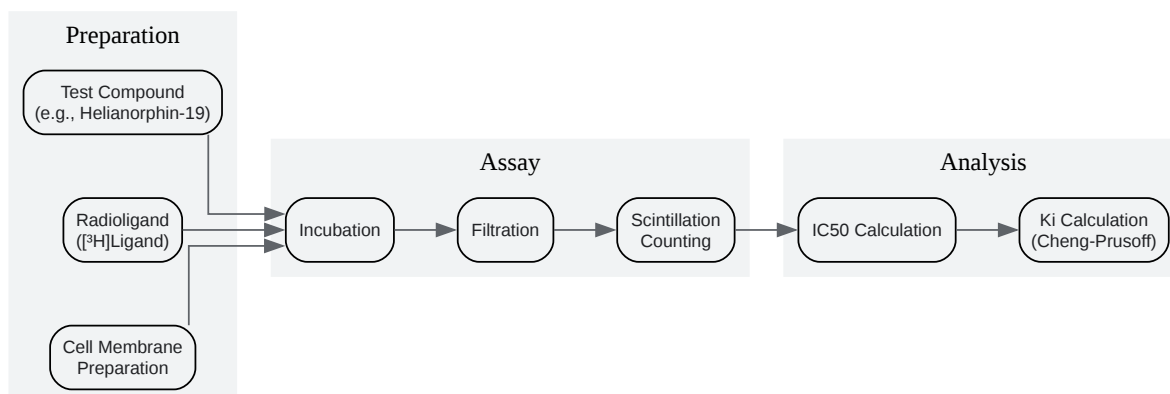 Preparation
Test Compound
(e.g., Helianorphin-19)
Radioligand
([³H]Ligand)
Cell Membrane
Preparation
Assay
Incubation
Filtration
Scintillation
Counting
Analysis
IC50 Calculation
Ki Calculation
(Cheng-Prusoff)